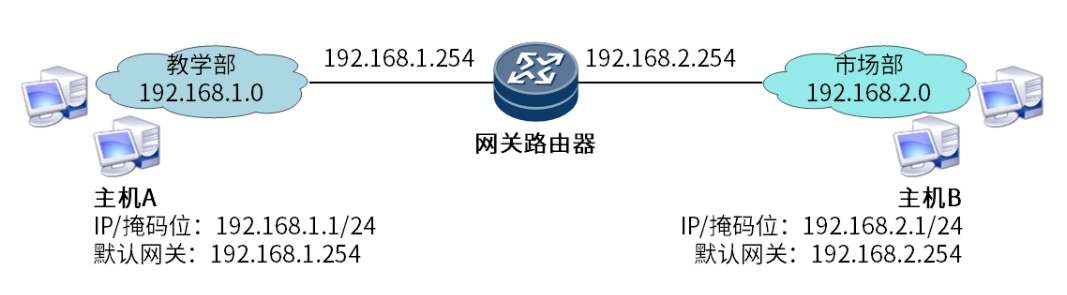 教学部
192.168.1.0
192.168.1.254
192.168.2.254
市场部
192.168.2.0
网关路由器
主机A
IP/掩码位：192.168.1.1/24
默认网关：192.168.1.254
主机B
IP/掩码位：192.168.2.1/24
默认网关：192.168.2.254